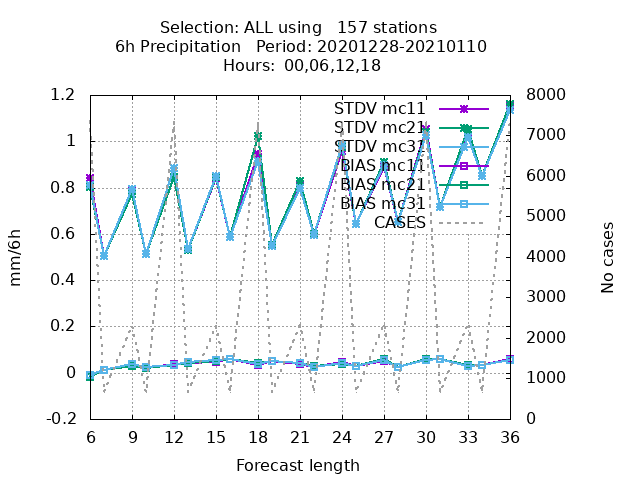 Selection: ALL using   157 stations
6h Precipitation   Period: 20201228-20210110
Hours: 00,06,12,18
STDV mc11
STDV mc21
STDV mc31
BIAS mc11
BIAS mc21
BIAS mc31
CASES
mm/6h
1.2
1
0.8
0.6
0.4
0.2
0
-0.2
8000
7000
6000
5000
4000
3000
2000
1000
0
No cases
6 9 12 15 18 21 24 27 30 33 36
Forecast length